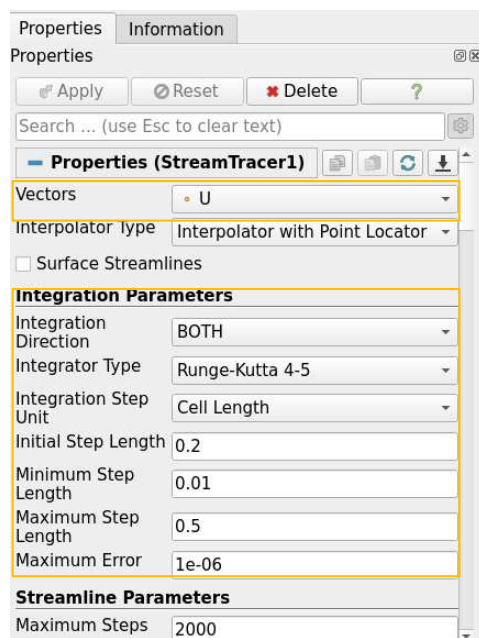 Properties Information
Properties
Apply Reset Delete ?
Search ... (use Esc to clear text)
Properties (StreamTracer1)
Vectors U
Interpolator Type Interpolator with Point Locator
Surface Streamlines
Integration Parameters
Integration
Direction BOTH
Integrator Type Runge-Kutta 4-5
Integration Step
Unit Cell Length
Initial Step Length 0.2
Minimum Step
Length 0.01
Maximum Step
Length 0.5
Maximum Error 1e-06
Streamline Parameters
Maximum Steps 2000